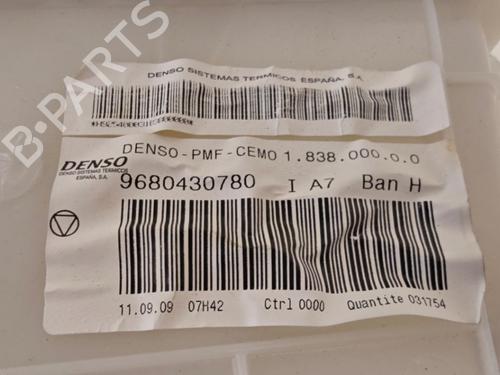 B-PARTS
DENSO SISTEMAS TERMICOS ESPAÑA, S.A.
DENSO-PMF-CEMO 1.838.000.0.0
DENSO
DENSO SISTEMAS TERMICOS
ESPAÑA, S.A.
9680430780 I A7 Ban H
11.09.09 07H42 Ctrl 0000 Quantite 031754